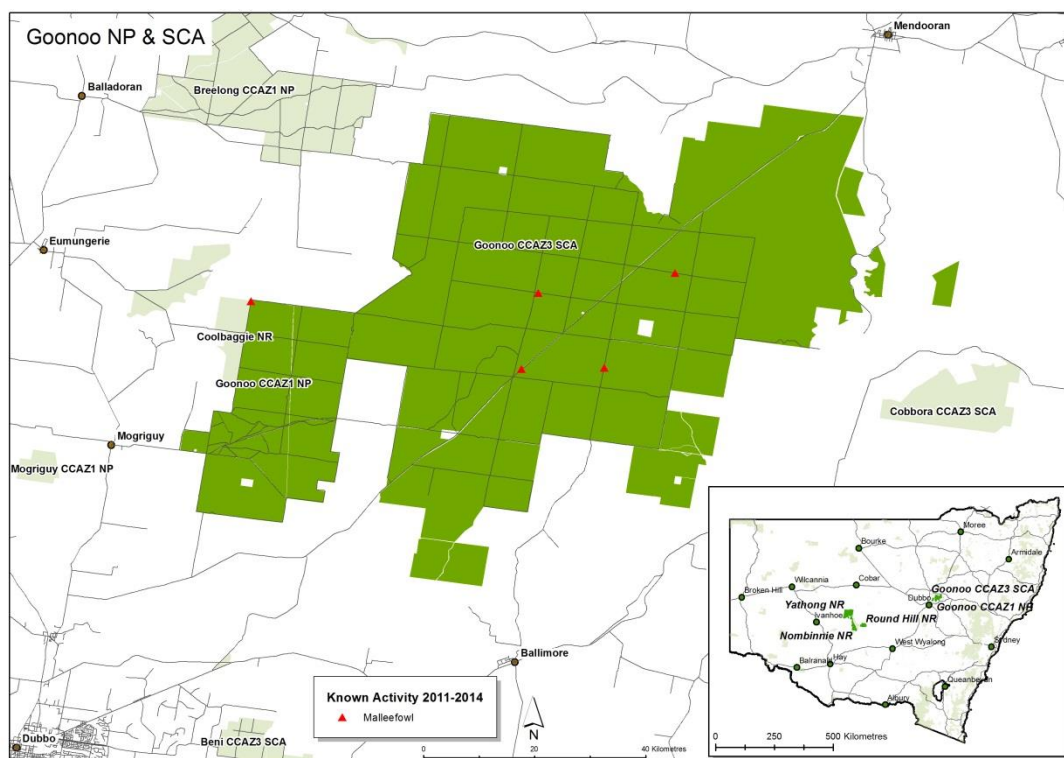 Goonoo NP & SCA
Mendooran
Balladoran
Breelong CCAZ1 NP
Eumungerie
Goonoo CCAZ3 SCA
Coolbaggie NR
Goonoo CCAZ1 NP
Cobbora CCAZ3 SCA
Mogriguy
Mogriguy CCAZ1 NP
Ballimore
Dubbo
Beni CCAZ3 SCA
Known Activity 2011-2014
Malleefowl
N
0 20 40 Kilometres
Moree
Bourke
Armidale
Wilcannia
Cobar
Broken Hill
Goonoo CCAZ3 SCA
Dubbo
Goonoo CCAZ1 NR
Yathong NR
Ivanhoe
Round Hill NR
Nombinnie NR
West Wyalong
Sydney
Balranald
Hay
Queanbeyan
Albury
0 250 500 Kilometres